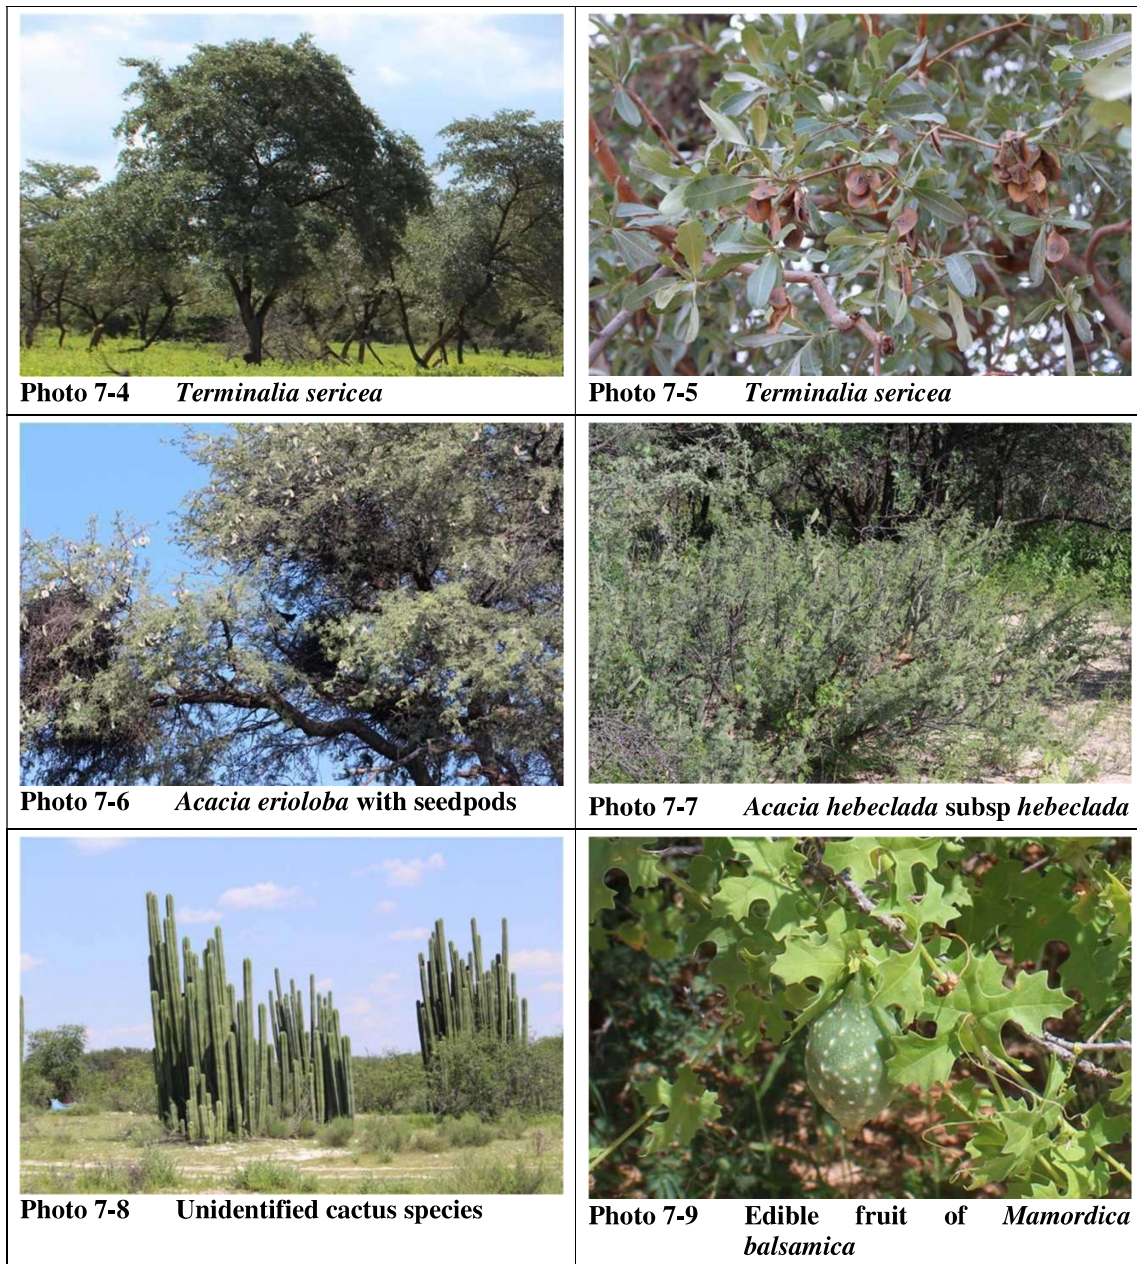 Photo 7-4 Terminalia sericea
Photo 7-5 Terminalia sericea
Photo 7-6 Acacia erioloba with seedpods
Photo 7-7 Acacia hebeclada subsp hebeclada
Photo 7-8 Unidentified cactus species
Photo 7-9 Edible fruit of Mamordica
balsamica